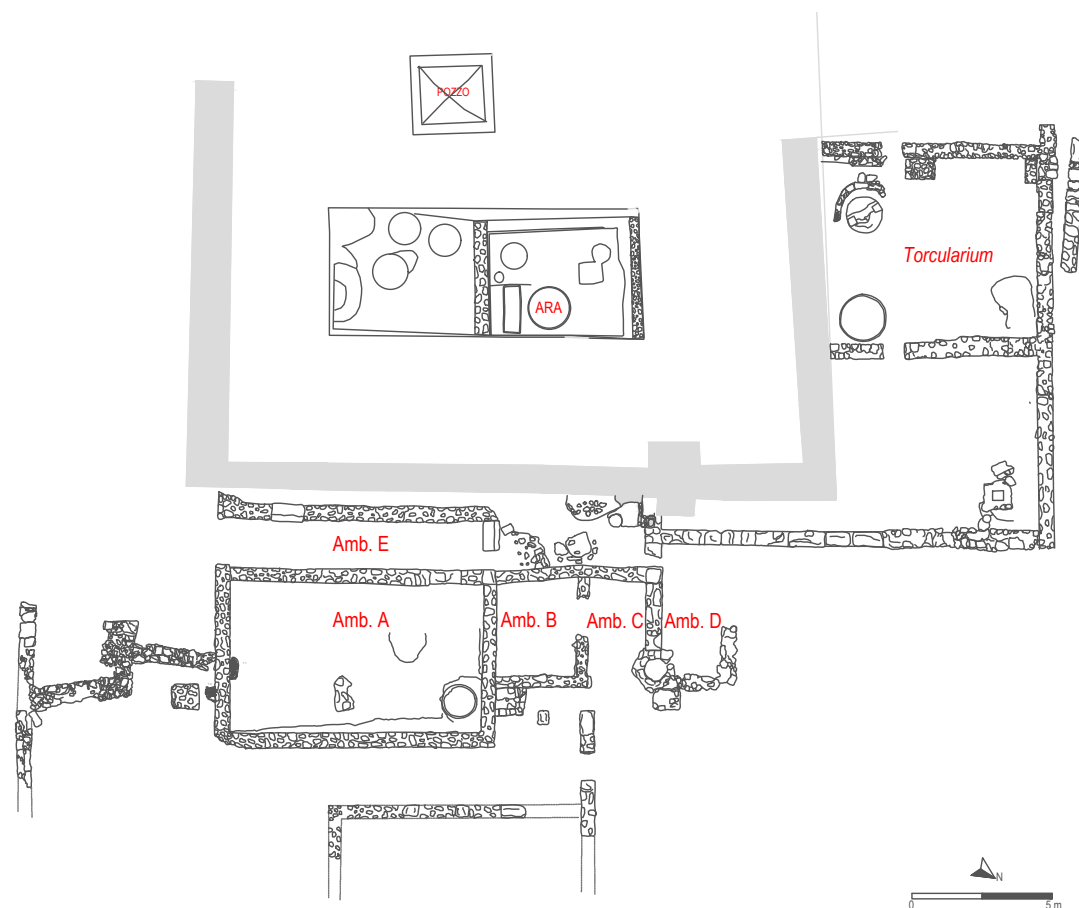 POZZO
Torcularium
ARA
Amb. E
Amb. A
Amb. B
Amb. C
Amb. D
N
0
5 m